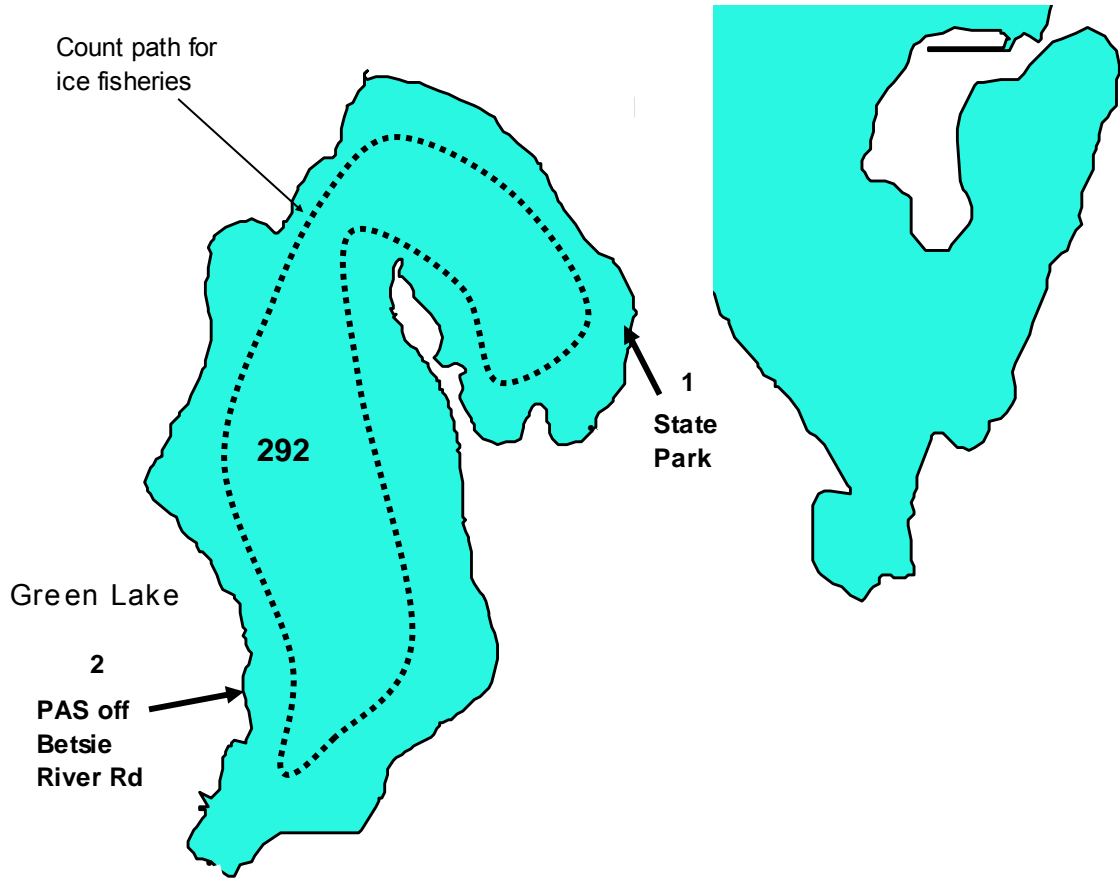 Count path for
ice fisheries
1
State
Park
292
Green Lake
2
PAS off
Betsie
River Rd